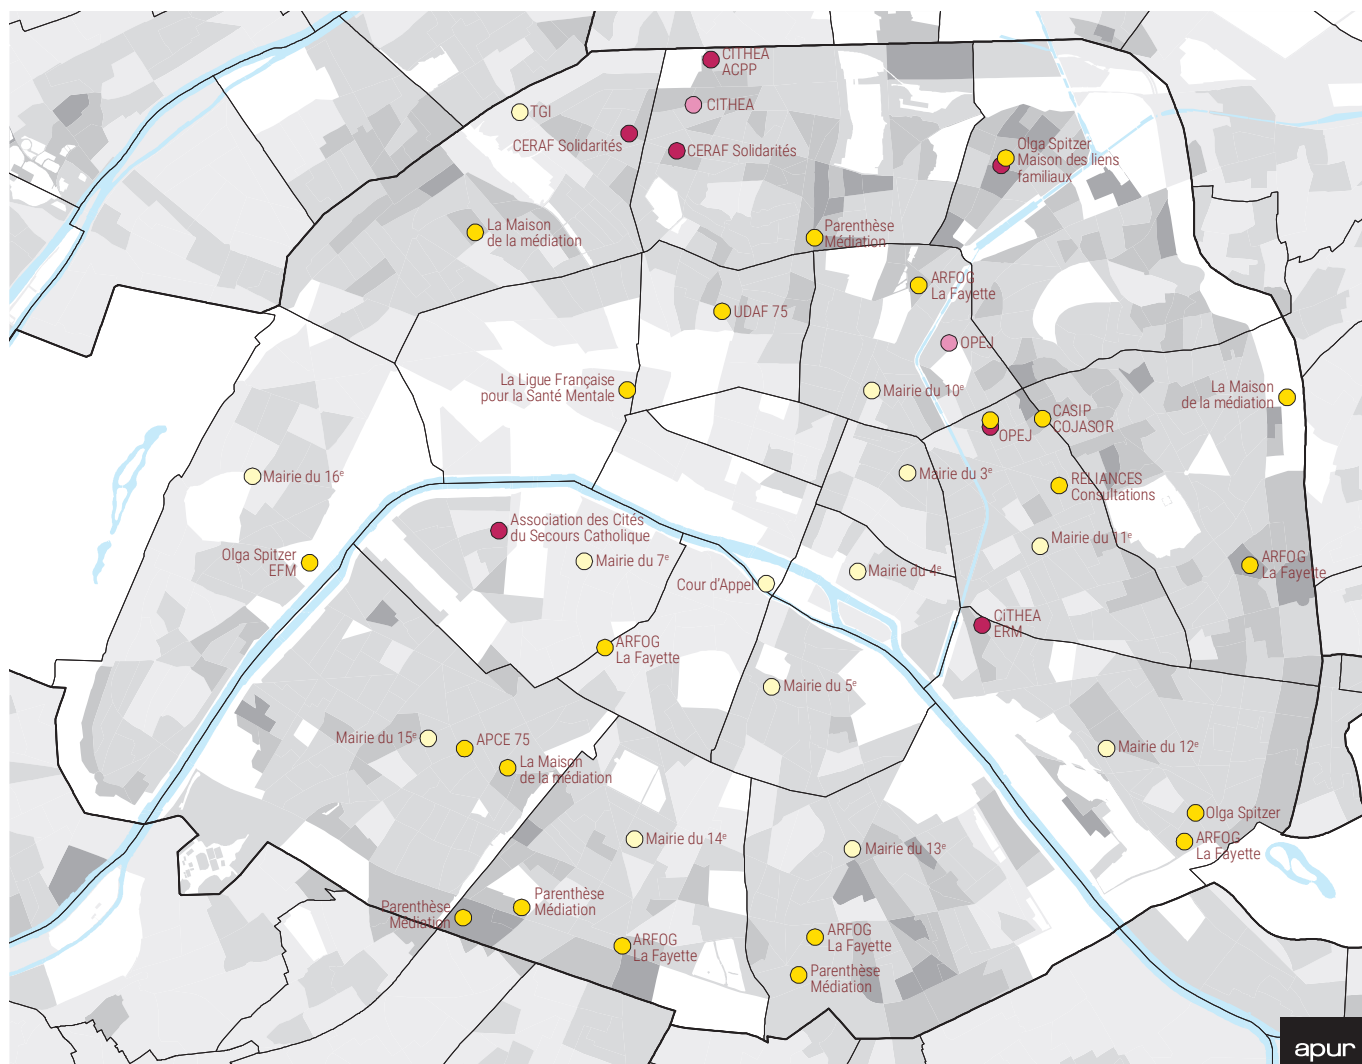 CITHEA
ACPP
CITHEA
TGI
CERAF Solidarités
CERAF Solidarités
Olga Spitzer
Maison des liens
familiaux
La Maison
de la médiation
Parenthèse
Médiation
ARFOG
La Fayette
UDAF 75
OPEJ
La Ligue Française
pour la Santé Mentale
Mairie du 10e
La Maison
de la médiation
CASIP
COJASOR
OPEJ
Mairie du 16e
Mairie du 3e
RELIANCES
Consultations
Association des Cités
du Secours Catholique
Mairie du 11e
Olga Spitzer
EFM
Mairie du 7e
Cour d'Appel
Mairie du 4e
ARFOG
La Fayette
CiTHEA
ERM
ARFOG
La Fayette
Mairie du 5e
Mairie du 15e
APCE 75
La Maison
de la médiation
Mairie du 12e
Olga Spitzer
ARFOG
La Fayette
Mairie du 14e
Mairie du 13e
Parenthèse
Médiation
Parenthèse
Médiation
ARFOG
La Fayette
ARFOG
La Fayette
Parenthèse
Médiation
apur